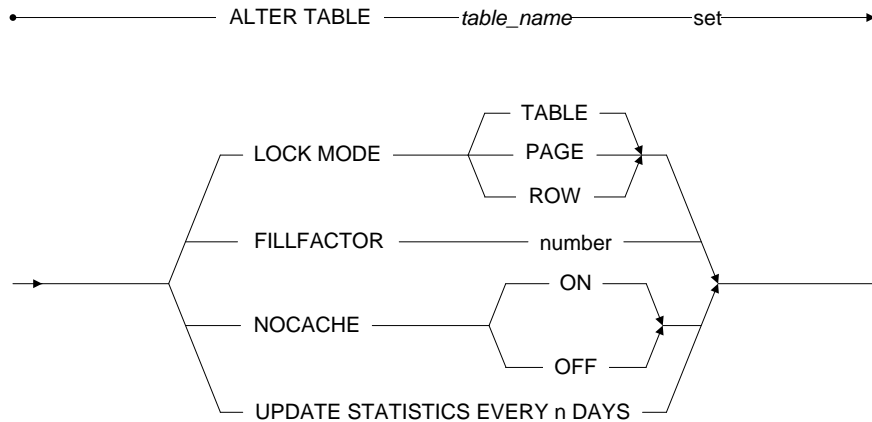 ALTER TABLE table_name set
TABLE
LOCK MODE PAGE
ROW
FILLFACTOR number
ON
NOCACHE
OFF
UPDATE STATISTICS EVERY n DAYS